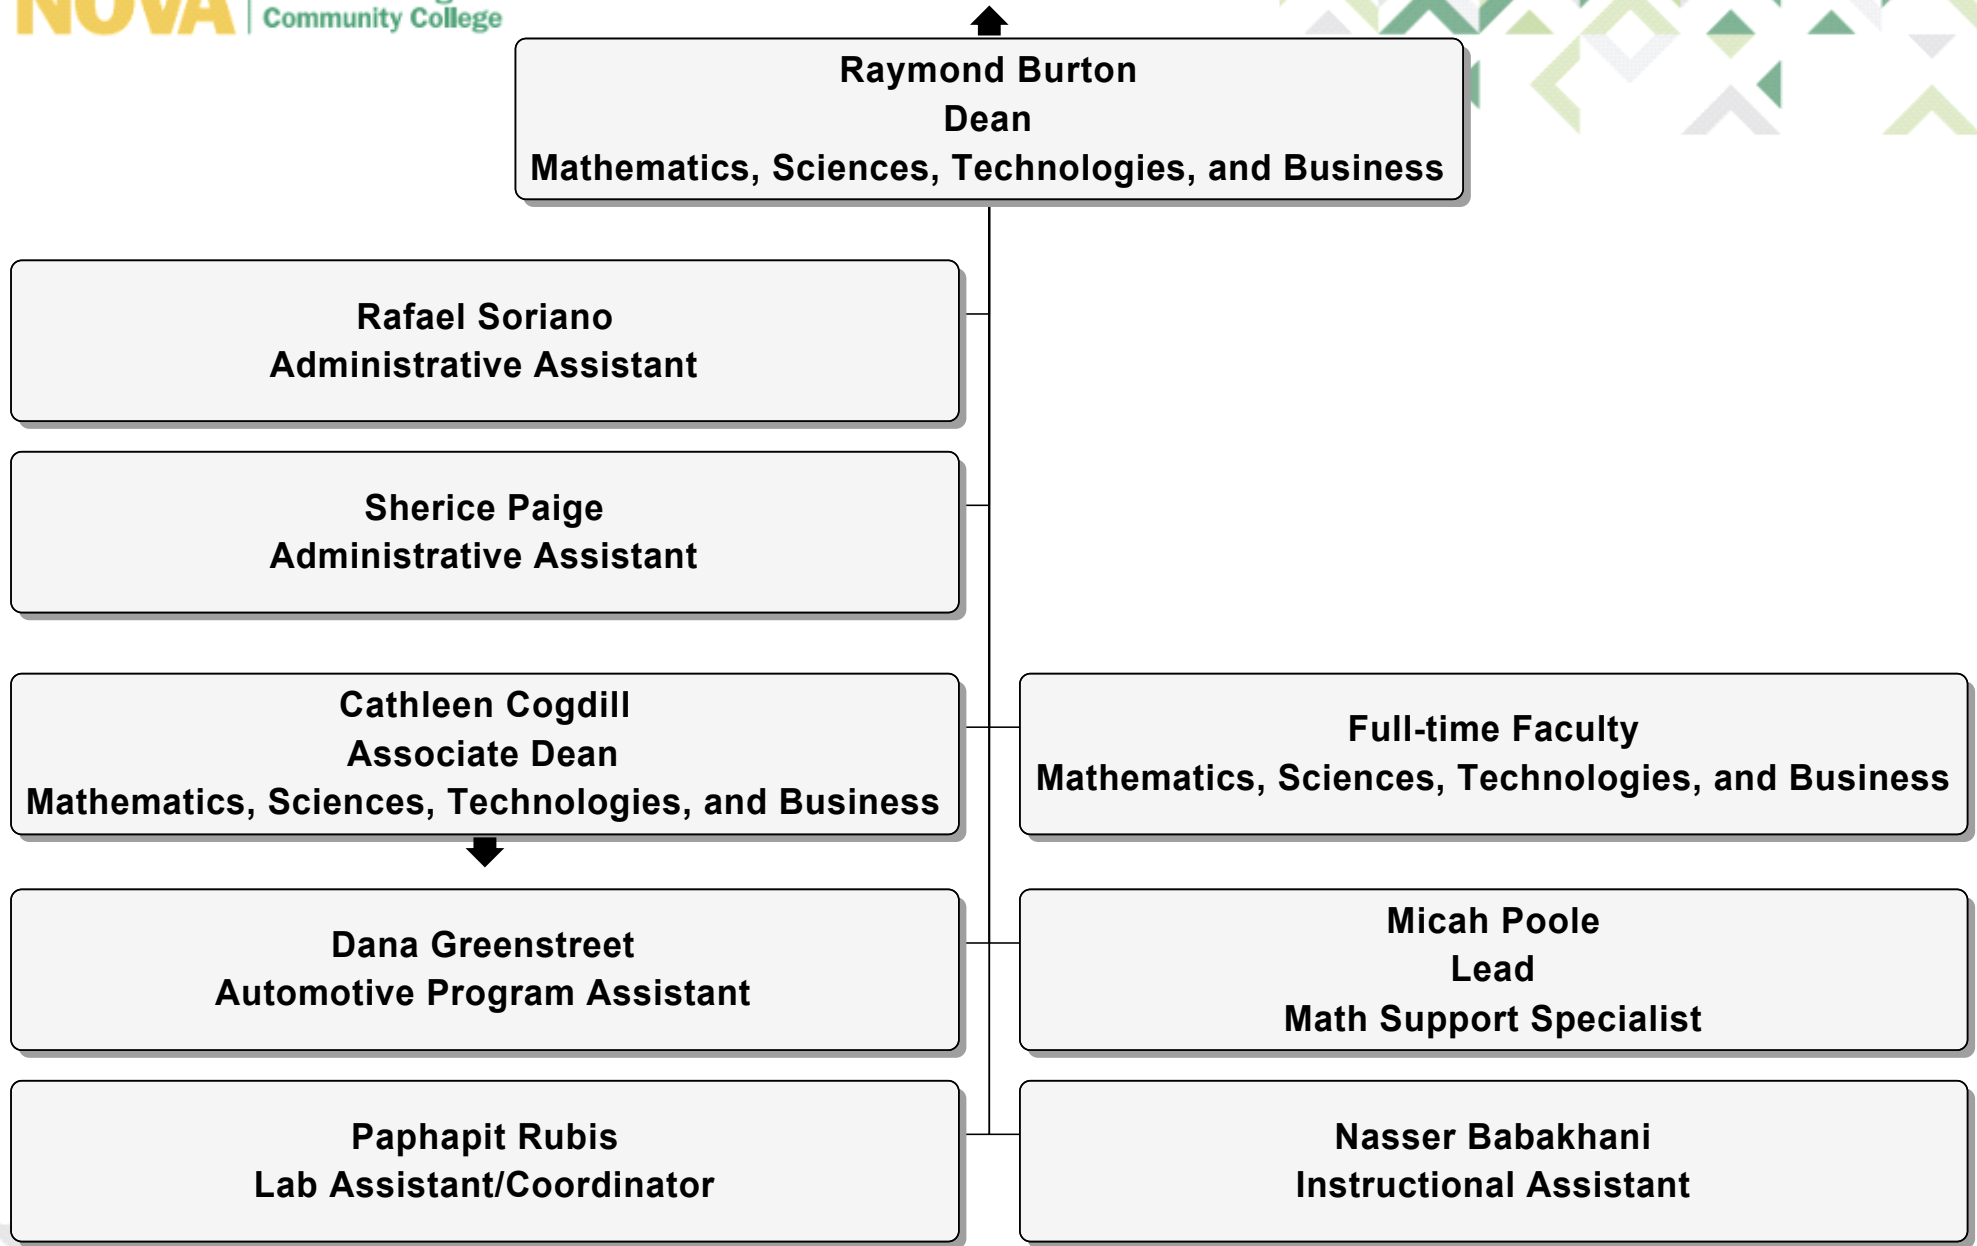 NOVA
Community College
Raymond Burton
Dean
Mathematics, Sciences, Technologies, and Business
Rafael Soriano
Administrative Assistant
Sherice Paige
Administrative Assistant
Cathleen Cogdill
Associate Dean
Mathematics, Sciences, Technologies, and Business
Full-time Faculty
Mathematics, Sciences, Technologies, and Business
Dana Greenstreet
Automotive Program Assistant
Micah Poole
Lead
Math Support Specialist
Paphapit Rubis
Lab Assistant/Coordinator
Nasser Babakhani
Instructional Assistant